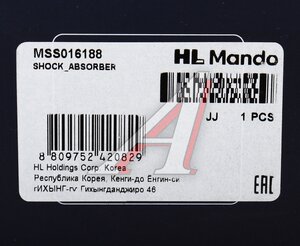 MSS016188
SHOCK_ABSORBER
HL Mando
JJ 1 PCS
8 809752 420829
HL Holdings Corp. Korea
Республика Корея, Кенги-до Ёнгин-си
гИХЫНГ-гу Гихынгданджиро 46
EAC